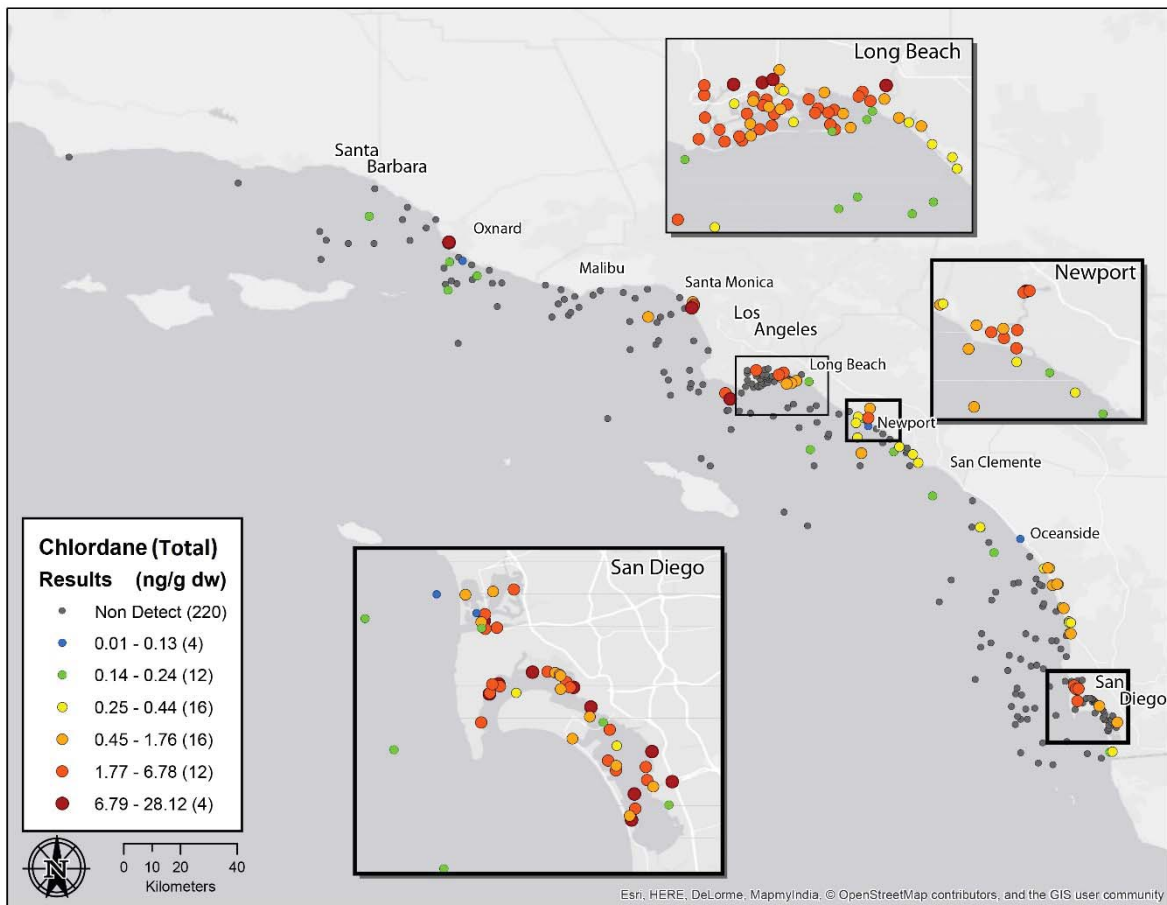 Long Beach
Santa
Barbara
Oxnard
Malibu
Santa Monica
Los
Angeles
Long Beach
Newport
Newport
San Clemente
Oceanside
San Diego
San
Diego
Chlordane (Total)
Results (ng/g dw)
Non Detect (220)
0.01 - 0.13 (4)
0.14 - 0.24 (12)
0.25 - 0.44 (16)
0.45 - 1.76 (16)
1.77 - 6.78 (12)
6.79 - 28.12 (4)
N
0 10 20 40
Kilometers
Esri, HERE, DeLorme, MapmyIndia, © OpenStreetMap contributors, and the GIS user community